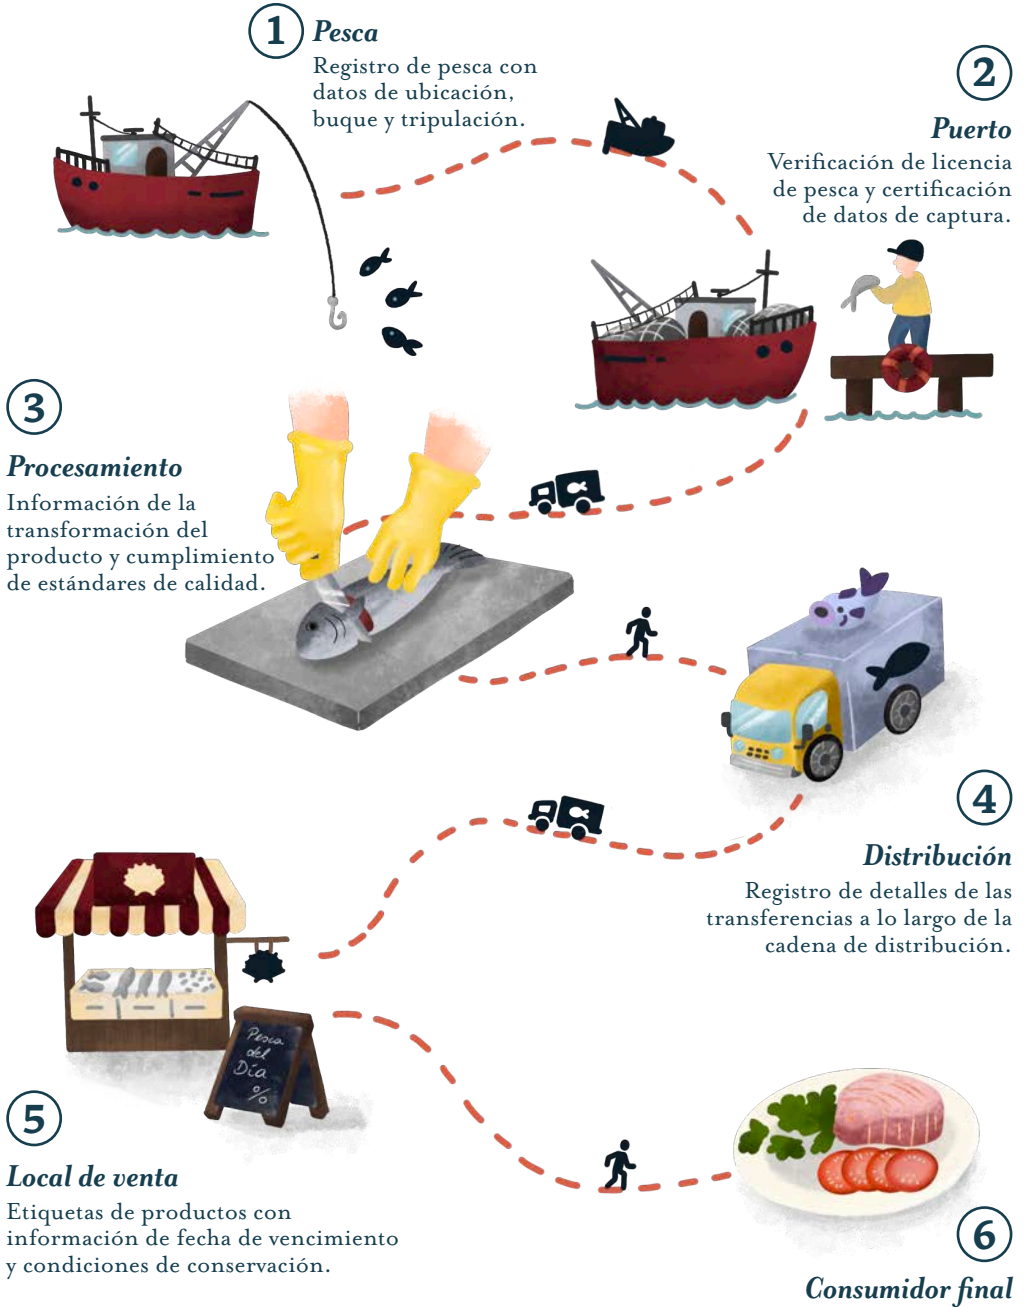 1
Pesca
Registro de pesca con
datos de ubicación,
buque y tripulación.
2
Puerto
Verificación de licencia
de pesca y certificación
de datos de captura.
3
Procesamiento
Información de la
transformación del
producto y cumplimiento
de estándares de calidad.
4
Distribución
Registro de detalles de las
transferencias a lo largo de la
cadena de distribución.
Pesca
del
Día
%
5
Local de venta
Etiquetas de productos con
información de fecha de vencimiento
y condiciones de conservación.
6
Consumidor final